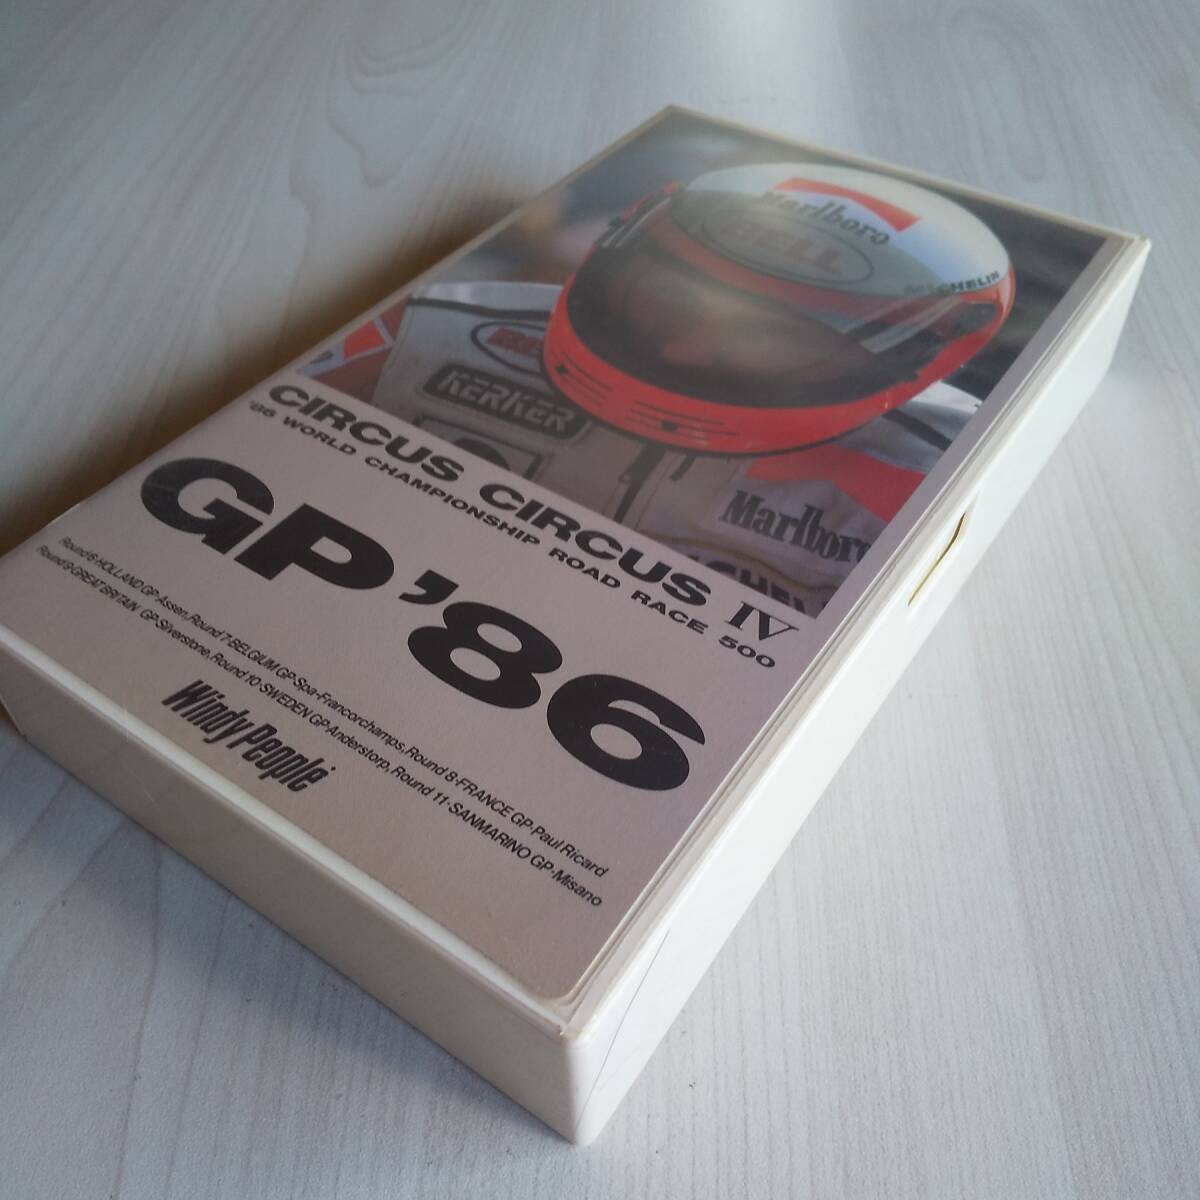 Marlboro
BELL
MICHELIN
KERKER
Marlboro
CIRCUS CIRCUS IV
'86 WORLD CHAMPIONSHIP ROAD RACE 500
GP'86
Round 6·HOLLAND GP·Assen, Round 7·BELGIUM GP·Spa-Francorchamps, Round 8·FRANCE GP·Paul Ricard
Round 9·GREAT BRITAIN GP·Silverstone, Round 10·SWEDEN GP·Anderstorp, Round 11·SANMARINO GP·Misano
Windy People